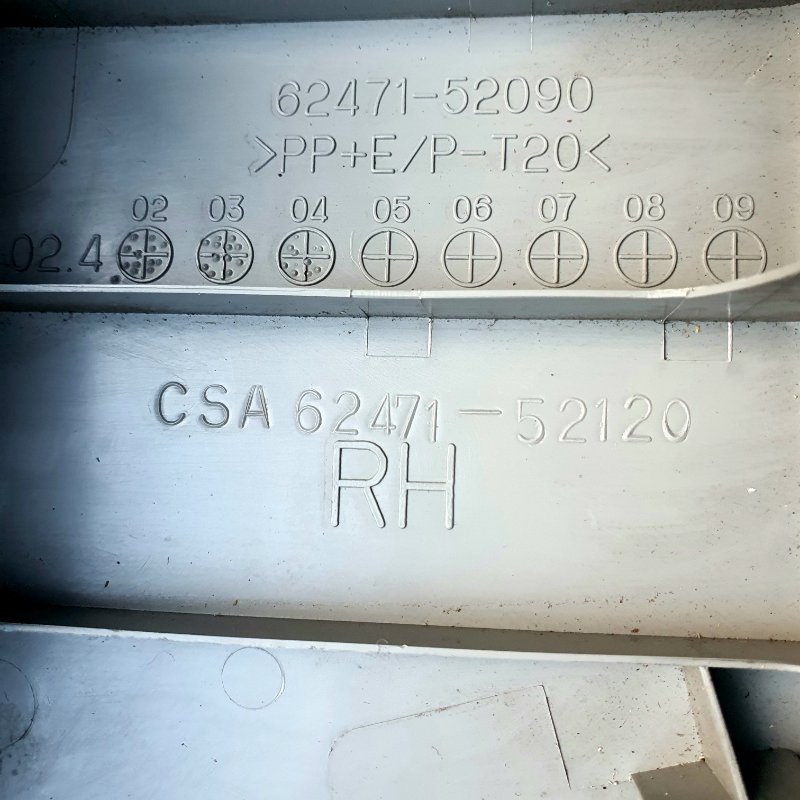 62471-52090
>PP+E/P-T20<
02 03 04 05 06 07 08 09
02.4
CSA 62471-52120
RH